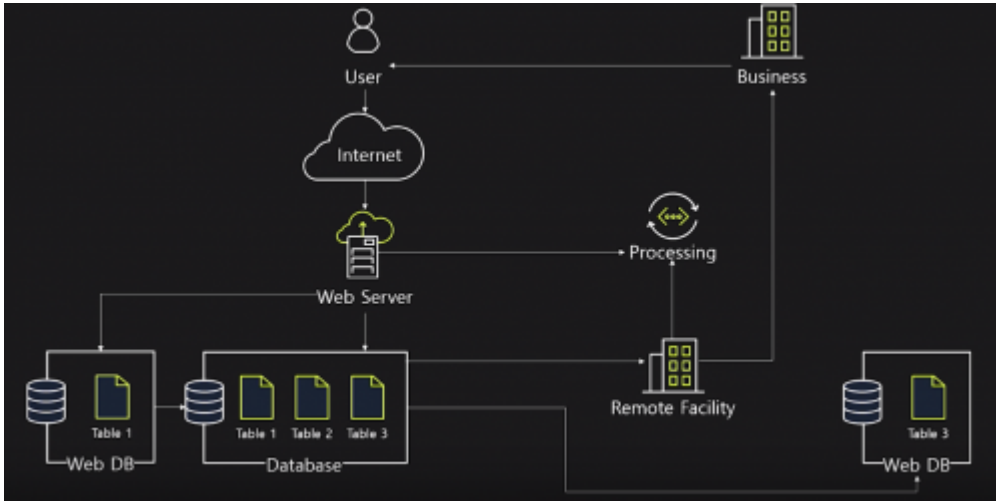 User
Business
Internet
Processing
Web Server
Remote Facility
Table 1
Web DB
Table 1
Table 2
Table 3
Database
Table 3
Web DB